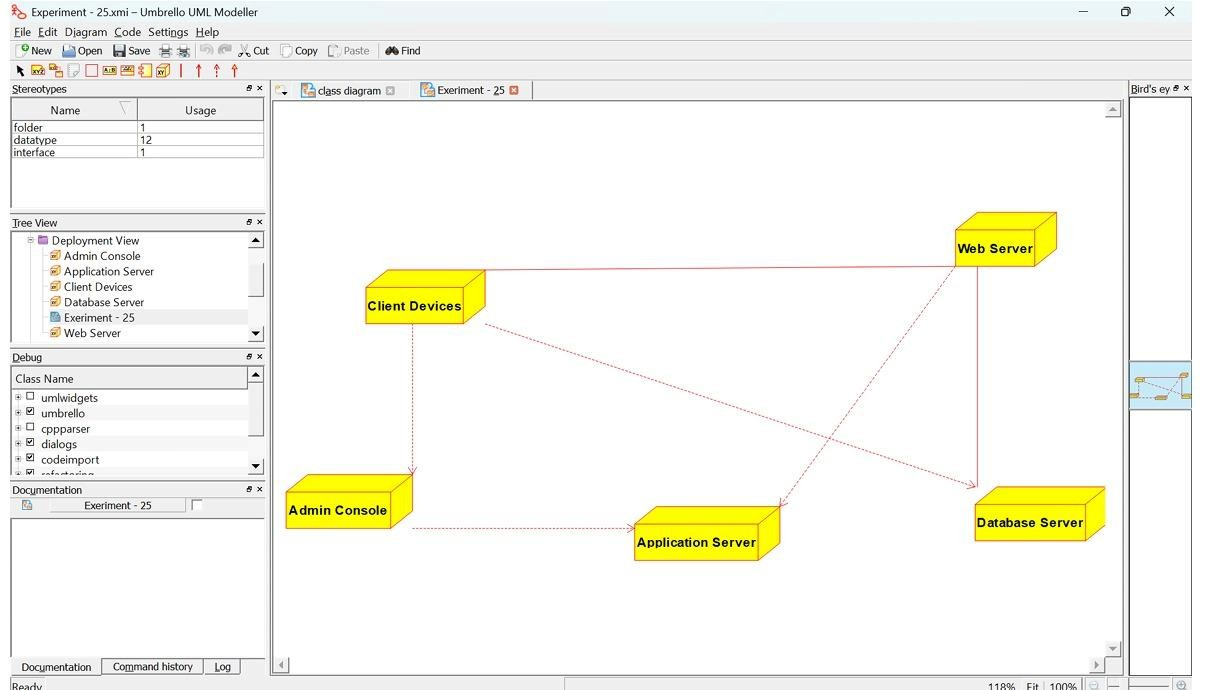 Experiment - 25.xmi – Umbrello UML Modeller
File Edit Diagram Code Settings Help
New Open Save Cut Copy Paste Find
Stereotypes
Name Usage
folder 1
datatype 12
interface 1
Tree View
Deployment View
Admin Console
Application Server
Client Devices
Database Server
Exeriment - 25
Web Server
Debug
Class Name
umlwidgets
umbrello
cppparser
dialogs
codeimport
refactoring
Documentation
Exeriment - 25
Documentation Command history Log
Ready
class diagram Exeriment - 25
Web Server
Client Devices
Admin Console
Application Server
Database Server
Bird's ey
118% Fit 100%